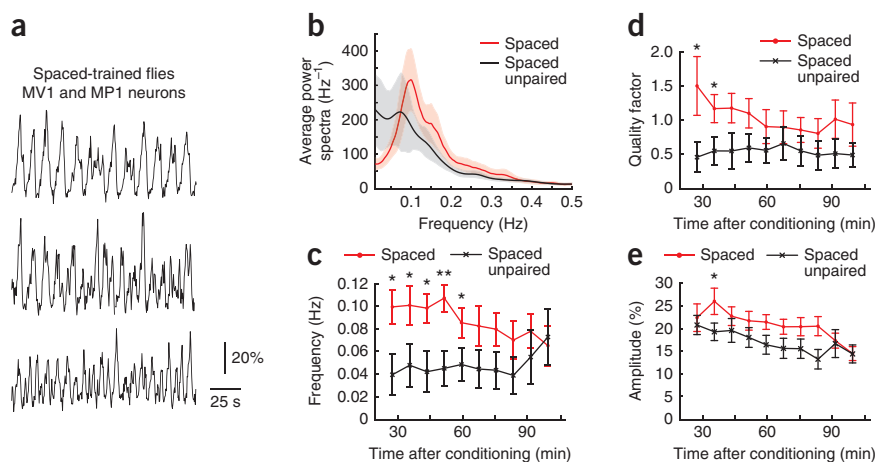 a
Spaced-trained flies
MV1 and MP1 neurons
20%
25 s
b
Average power
spectra (Hz⁻¹)
400
300
200
100
0
Spaced
Spaced
unpaired
0.1 0.2 0.3 0.4 0.5
Frequency (Hz)
c
Spaced
Spaced
unpaired
Frequency (Hz)
0.12
0.10
0.08
0.06
0.04
0.02
0
* * * ** *
30 60 90
Time after conditioning (min)
d
Spaced
Spaced
unpaired
Quality factor
2.0
1.5
1.0
0.5
0
* *
30 60 90
Time after conditioning (min)
e
Spaced
Spaced
unpaired
Amplitude (%)
30
25
20
15
10
5
0
*
30 60 90
Time after conditioning (min)